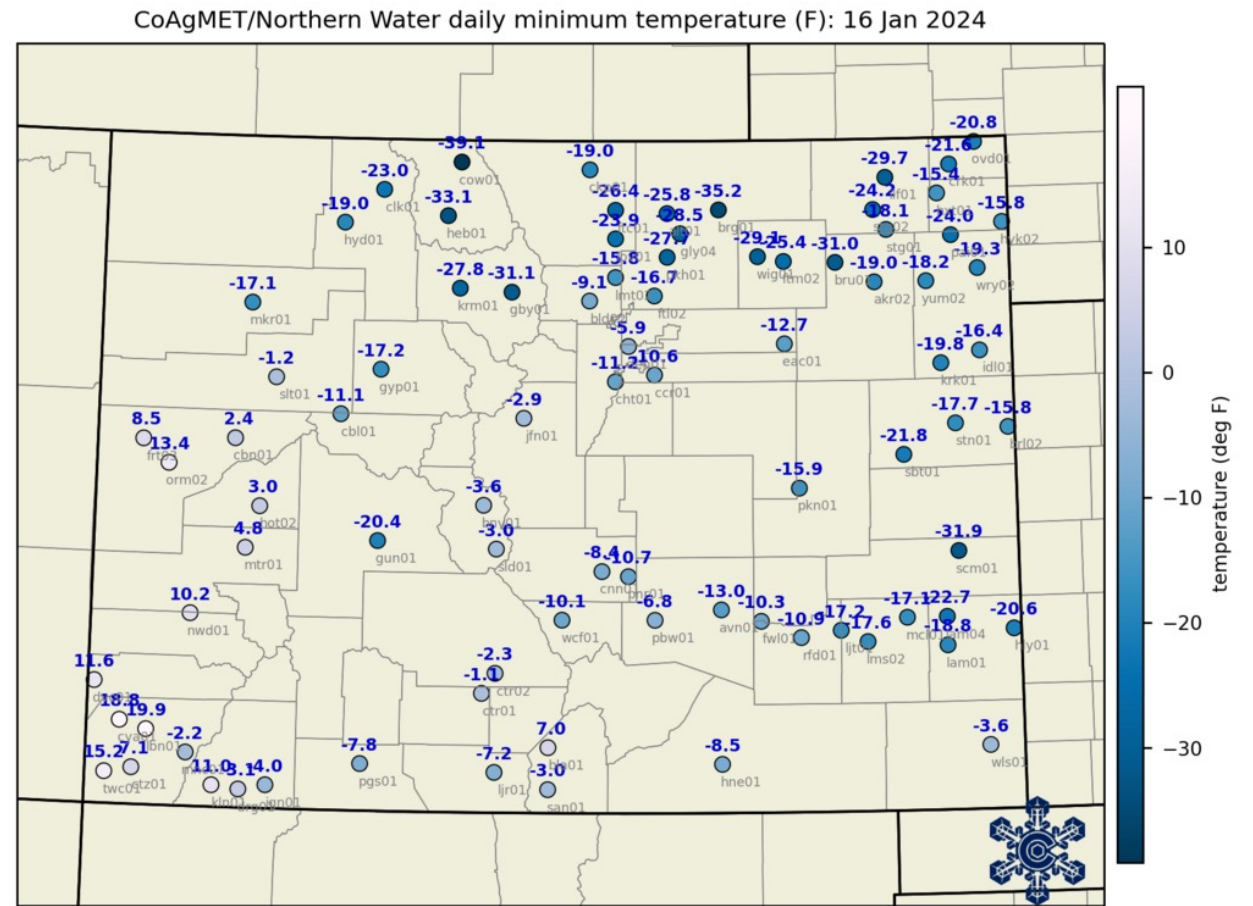 CoAgMET/Northern Water daily minimum temperature (F): 16 Jan 2024
-20.8
ovd01
-39.1
cow01
-19.0
-29.7
-21.6
-23.0
clk01
-15.4
-26.4
-25.8
-35.2
brg01
-24.2
-19.0
hyd01
-33.1
heb01
-23.9
-28.5
gly04
-18.1
stg01
-24.0
-15.8
hyk02
-29.1
wig01
-25.4
-31.0
bru01
-19.0
akr02
-18.2
yum02
-19.3
wry02
-27.8
krm01
-31.1
gby01
-9.1
-15.8
-16.7
ftl02
-17.1
mkr01
-5.9
-12.7
eac01
-19.8
krk01
-16.4
idl01
-1.2
slt01
-17.2
gyp01
-11.2
cht01
-10.6
ccr01
-11.1
cbl01
-2.9
jfn01
-17.7
stn01
-15.8
8.5
13.4
orm02
2.4
cbn01
-21.8
sbt01
-15.9
pkn01
3.0
4.8
mtr01
-20.4
gun01
-3.6
-3.0
sld01
-8.4
cnn01
-10.7
-31.9
scm01
10.2
nwd01
-10.1
wcf01
-6.8
pbw01
-13.0
avn01
-10.3
fwl01
-10.9
rfd01
-17.2
-17.6
lms02
-17.1
-22.7
-18.8
lam01
-20.6
hly01
11.6
-2.3
ctr02
-1.1
ctr01
18.8
19.9
-2.2
7.0
-3.6
wls01
15.2
twc01
7.1
11.0
3.1
-4.0
-7.8
pgs01
-7.2
ljr01
-3.0
san01
-8.5
hne01
10
0
−10
−20
−30
temperature (deg F)